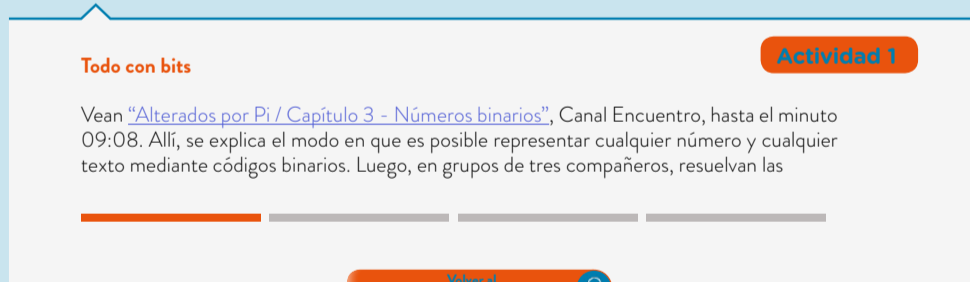 Actividad 1
Todo con bits
Vean “Alterados por Pi / Capítulo 3 - Números binarios”, Canal Encuentro, hasta el minuto
09:08. Allí, se explica el modo en que es posible representar cualquier número y cualquier
texto mediante códigos binarios. Luego, en grupos de tres compañeros, resuelvan las
Volver al